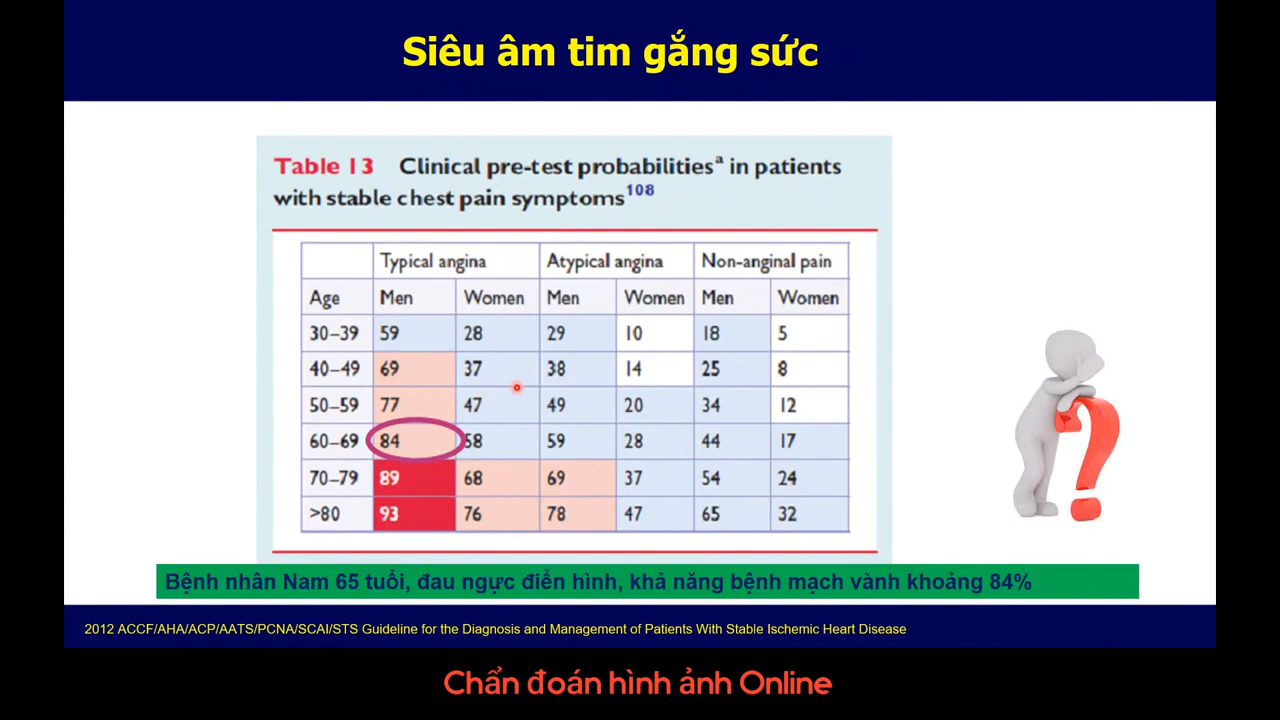 Siêu âm tim gắng sức
Table 13 Clinical pre-test probabilitiesª in patients
with stable chest pain symptoms108
Typical angina Atypical angina Non-anginal pain
Age Men Women Men Women Men Women
30–39 59 28 29 10 18 5
40–49 69 37 38 14 25 8
50–59 77 47 49 20 34 12
60–69 84 58 59 28 44 17
70–79 89 68 69 37 54 24
>80 93 76 78 47 65 32
Bệnh nhân Nam 65 tuổi, đau ngực điển hình, khả năng bệnh mạch vành khoảng 84%
2012 ACCF/AHA/ACP/AATS/PCNA/SCAI/STS Guideline for the Diagnosis and Management of Patients With Stable Ischemic Heart Disease
Chẩn đoán hình ảnh Online